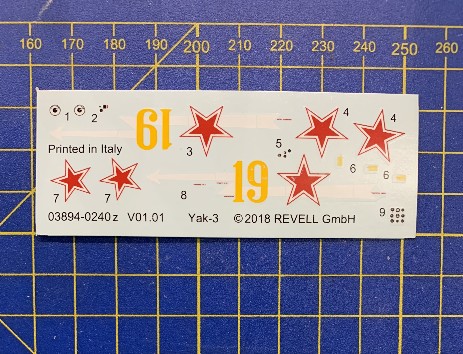 160 170 180 190 200 210 220 230 240 250 260
1 2 19 3 5 4 4
Printed in Italy
7 7 8 19 6 6
9
03894-0240 z V01.01 Yak-3 ©2018 REVELL GmbH